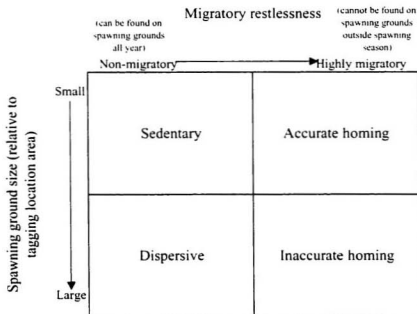 Migratory restlessness
(can be found on
spawning grounds
all year)
(cannot be found on
spawning grounds
outside spawning
season)
Non-migratory
Highly migratory
Spawning ground size (relative to
tagging location area)
Small
Large
Sedentary
Accurate homing
Dispersive
Inaccurate homing